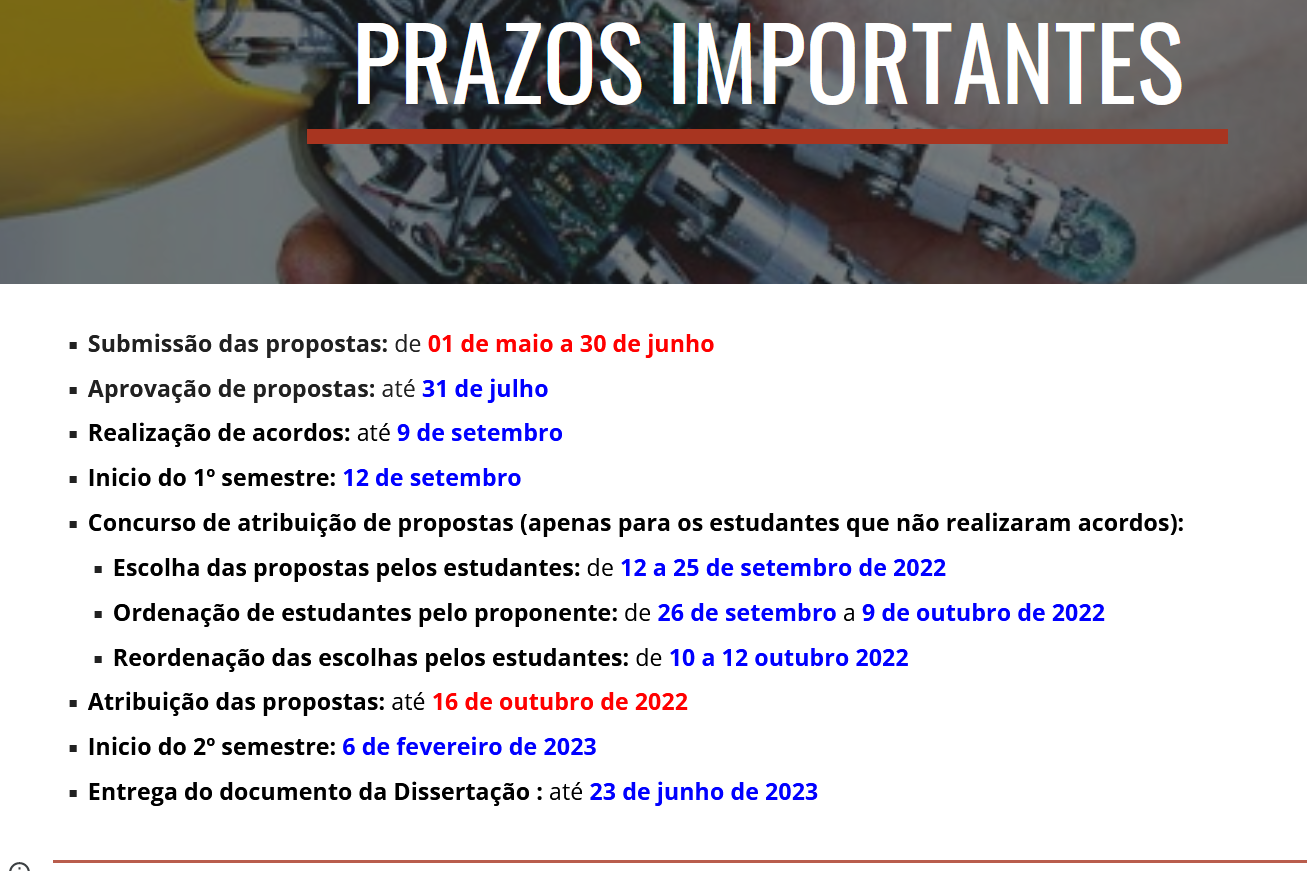 PRAZOS IMPORTANTES
▪ Submissão das propostas: de 01 de maio a 30 de junho
▪ Aprovação de propostas: até 31 de julho
▪ Realização de acordos: até 9 de setembro
▪ Inicio do 1º semestre: 12 de setembro
▪ Concurso de atribuição de propostas (apenas para os estudantes que não realizaram acordos):
▪ Escolha das propostas pelos estudantes: de 12 a 25 de setembro de 2022
▪ Ordenação de estudantes pelo proponente: de 26 de setembro a 9 de outubro de 2022
▪ Reordenação das escolhas pelos estudantes: de 10 a 12 outubro 2022
▪ Atribuição das propostas: até 16 de outubro de 2022
▪ Inicio do 2º semestre: 6 de fevereiro de 2023
▪ Entrega do documento da Dissertação : até 23 de junho de 2023